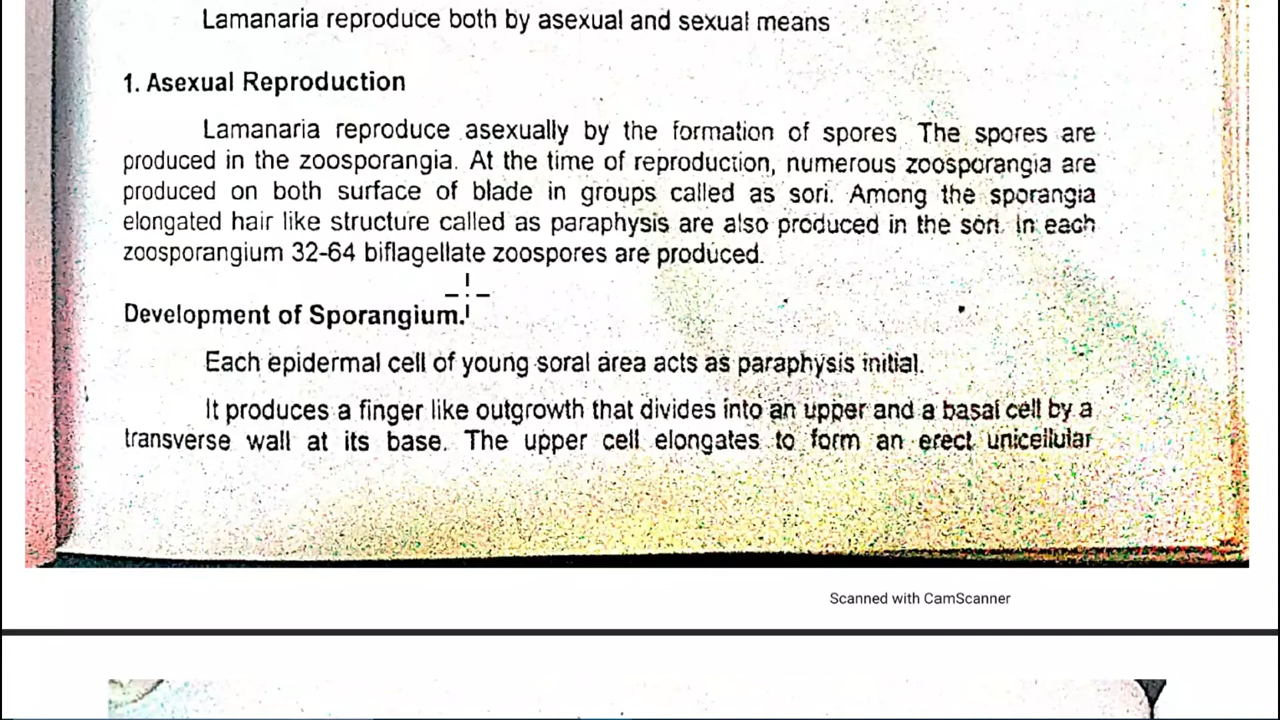 Lamanaria reproduce both by asexual and sexual means
1. Asexual Reproduction
Lamanaria reproduce asexually by the formation of spores The spores are
produced in the zoosporangia. At the time of reproduction, numerous zoosporangia are
produced on both surface of blade in groups called as sori. Among the sporangia
elongated hair like structure called as paraphysis are also produced in the sori. In each
zoosporangium 32-64 biflagellate zoospores are produced.
Development of Sporangium.
Each epidermal cell of young soral area acts as paraphysis initial.
It produces a finger like outgrowth that divides into an upper and a basal cell by a
transverse wall at its base. The upper cell elongates to form an erect unicellular
Scanned with CamScanner